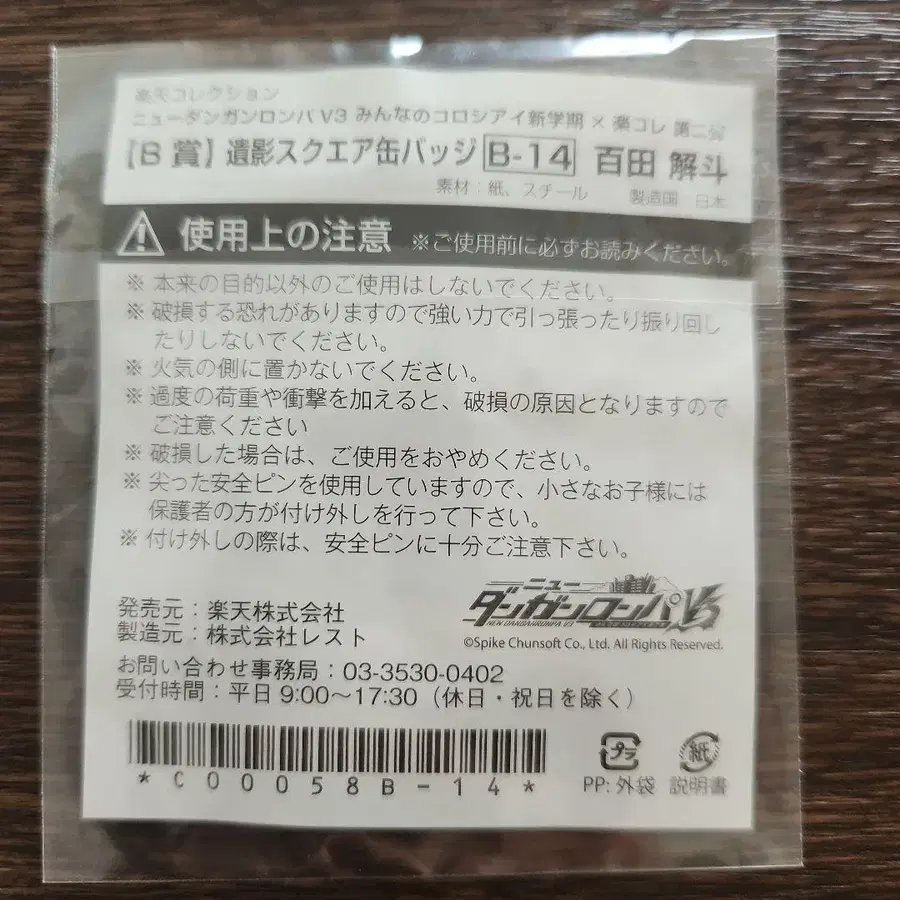 楽天コレクション
ニューダンガンロンパ V3 みんなのコロシアイ新学期 × 楽コレ 第二弾
【B 賞】遺影スクエア缶バッジ B-14 百田 解斗
素材：紙、スチール 製造国 日本
使用上の注意 ※ご使用前に必ずお読みください。
※ 本来の目的以外のご使用はしないでください。
※ 破損する恐れがありますので強い力で引っ張ったり振り回し
たりしないでください。
※ 火気の側に置かないでください。
※ 過度の荷重や衝撃を加えると、破損の原因となりますので
ご注意ください
※ 破損した場合は、ご使用をおやめください。
※ 尖った安全ピンを使用していますので、小さなお子様には
保護者の方が付け外しを行って下さい。
※ 付け外しの際は、安全ピンに十分ご注意下さい。
ニュー
ダンガンロンパV3
NEW DANGANRONPA V3
©Spike Chunsoft Co., Ltd. All Rights Reserved.
発売元：楽天株式会社
製造元：株式会社レスト
お問い合わせ事務局：03-3530-0402
受付時間：平日 9:00～17:30（休日・祝日を除く）
*C00058B-14*
プラ 紙
PP: 外袋 説明書